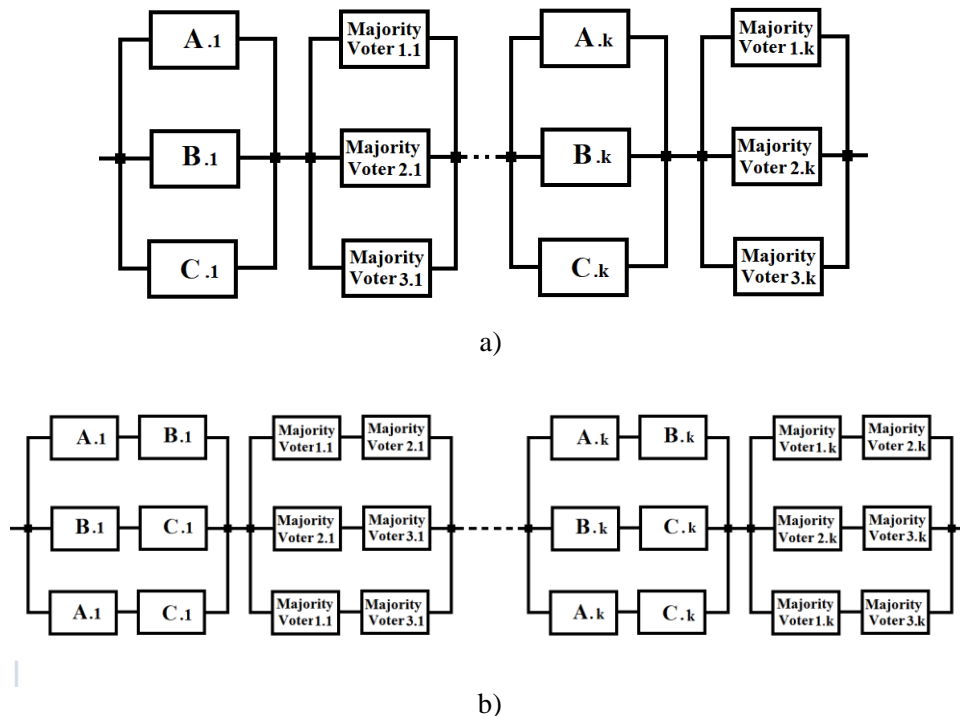 A.1
Majority
Voter 1.1
A.k
Majority
Voter 1.k
B.1
Majority
Voter 2.1
B.k
Majority
Voter 2.k
C.1
Majority
Voter 3.1
C.k
Majority
Voter 3.k
a)
A.1
B.1
Majority
Voter1.1
Majority
Voter 2.1
A.k
B.k
Majority
Voter1.k
Majority
Voter 2.k
B.1
C.1
Majority
Voter 2.1
Majority
Voter3.1
B.k
C.k
Majority
Voter 2.k
Majority
Voter3.k
A.1
C.1
Majority
Voter1.1
Majority
Voter3.1
A.k
C.k
Majority
Voter1.k
Majority
Voter3.k
b)